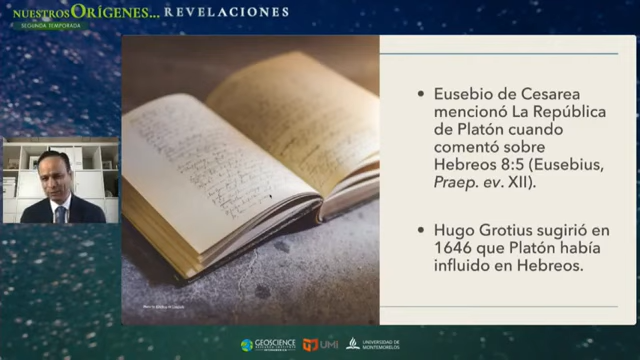 NUESTROS ORÍGENES... REVELACIONES
SEGUNDA TEMPORADA
• Eusebio de Cesarea
mencionó La República
de Platón cuando
comentó sobre
Hebreos 8:5 (Eusebius,
Praep. ev. XII).
• Hugo Grotius sugirió en
1646 que Platón había
influido en Hebreos.
GEOSCIENCE
UMI
UNIVERSIDAD DE
MONTEMORELOS